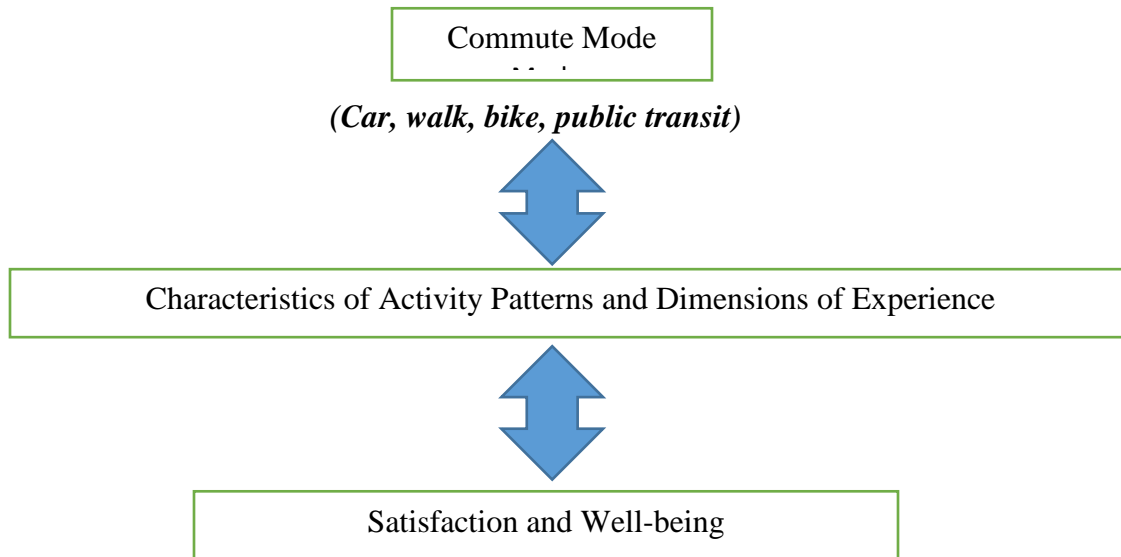 Commute Mode
(Car, walk, bike, public transit)
Characteristics of Activity Patterns and Dimensions of Experience
Satisfaction and Well-being